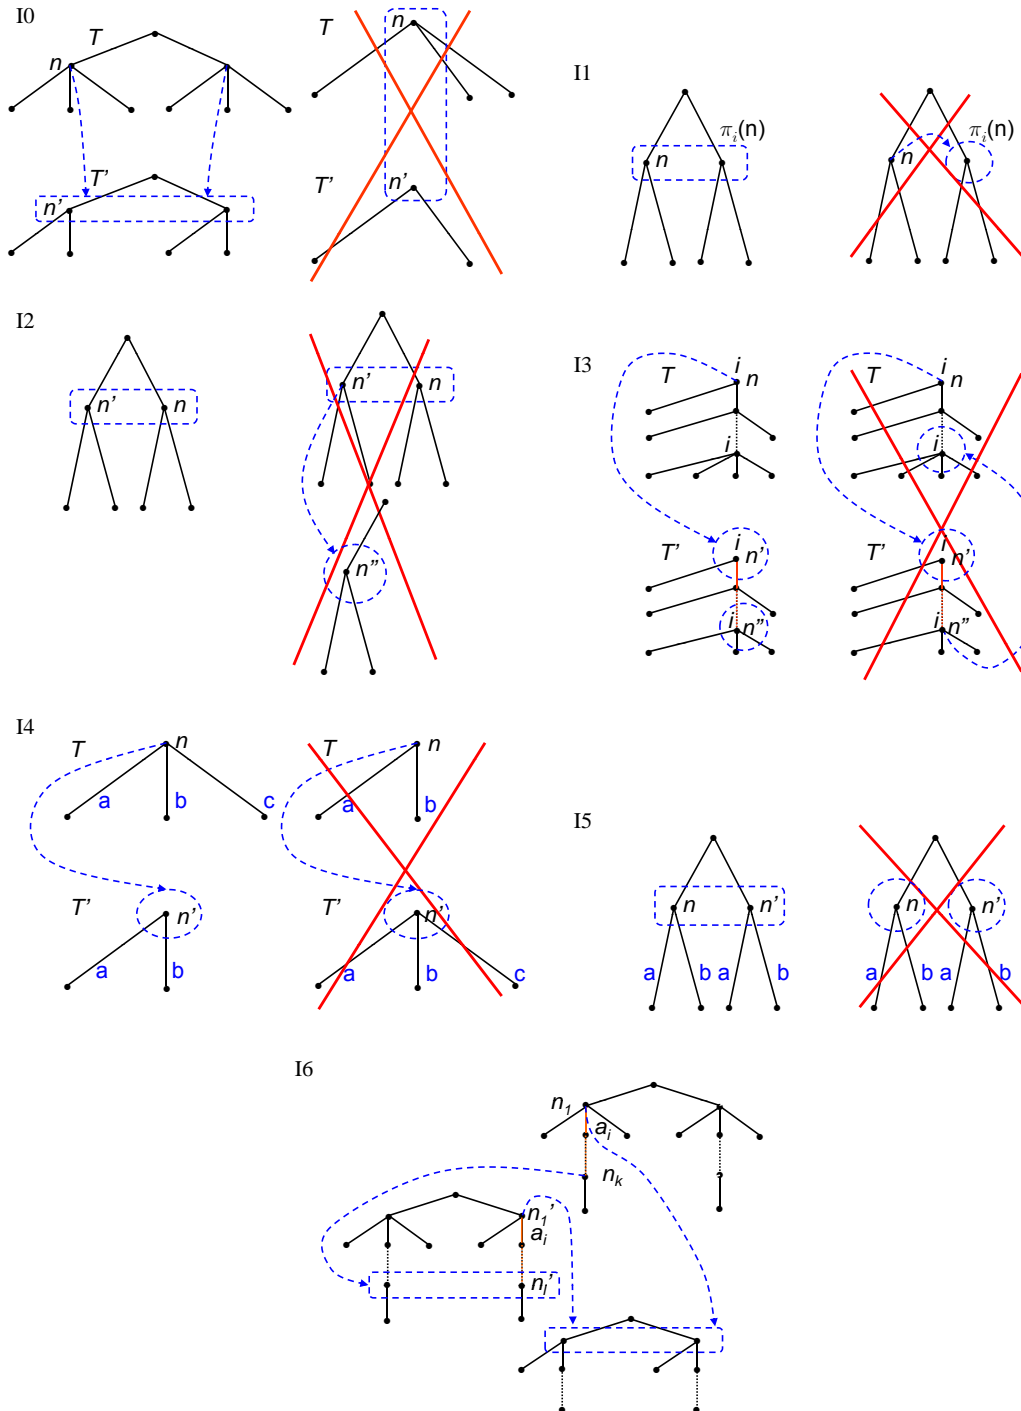 I0
T
n
T'
n'
T
n
T'
n'
I1
π_i(n)
n
π_i(n)
n
I2
n' n
n' n
n''
I3
i
T n
i
T' i n'
i n''
i
T n
i
T' i n'
i n''
I4
T n
a b c
T' n'
a b
T n
a b
T' n'
a b c
I5
n n'
a b a b
n n'
a b a b
I6
n_1
a_i
n_k
n_1'
a_i
n_l'